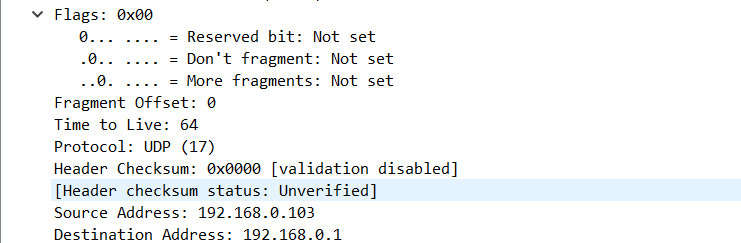 Flags: 0x00
0... .... = Reserved bit: Not set
.0.. .... = Don't fragment: Not set
..0. .... = More fragments: Not set
Fragment Offset: 0
Time to Live: 64
Protocol: UDP (17)
Header Checksum: 0x0000 [validation disabled]
[Header checksum status: Unverified]
Source Address: 192.168.0.103
Destination Address: 192.168.0.1